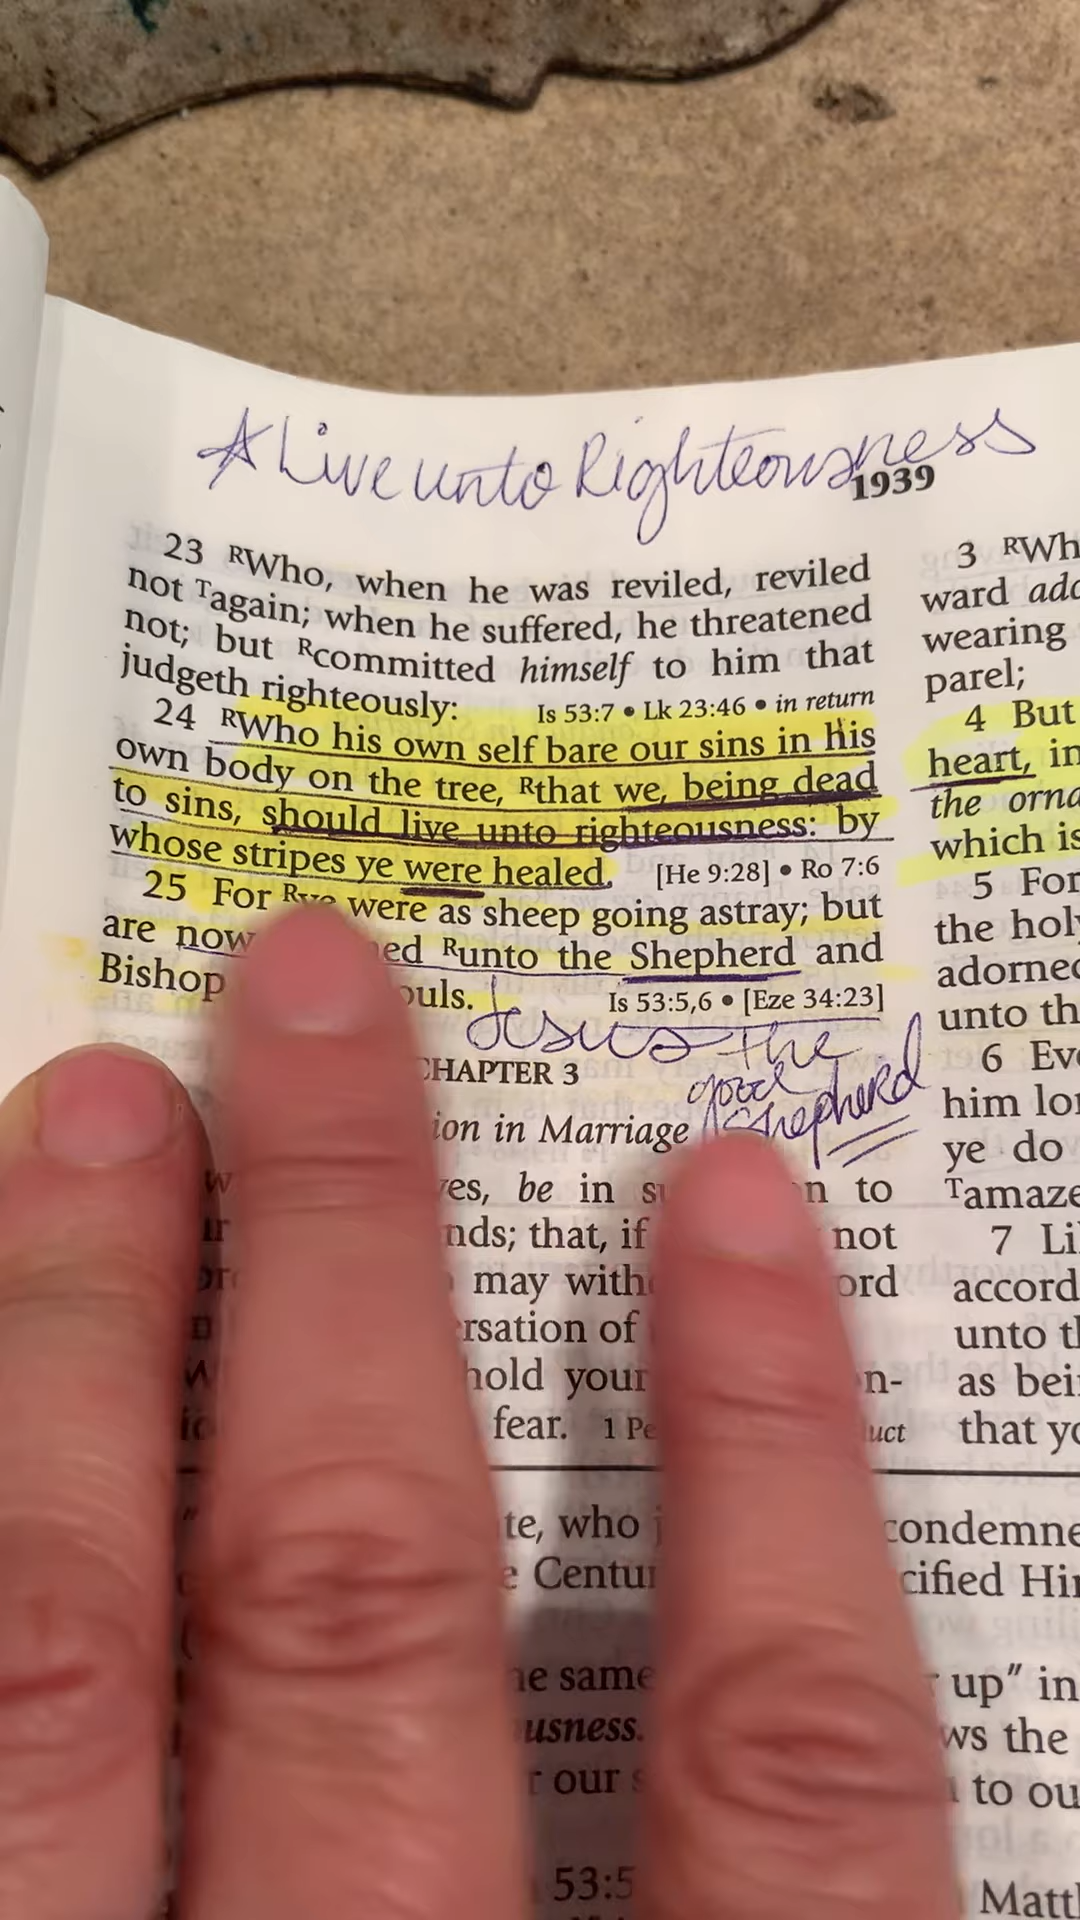 A Live unto Righteousness
1939
23 RWho, when he was reviled, reviled
not Tagain; when he suffered, he threatened
not; but Rcommitted himself to him that
judgeth righteously: Is 53:7 • Lk 23:46 • in return
24 RWho his own self bare our sins in his
own body on the tree, Rthat we, being dead
to sins, should live unto righteousness: by
whose stripes ye were healed. [He 9:28] • Ro 7:6
25 For Rye were as sheep going astray; but
are now ed Runto the Shepherd and
Bishop ouls. Is 53:5,6 • [Eze 34:23]
Jesus the
good
Shepherd
CHAPTER 3
ion in Marriage
es, be in su n to
nds; that, if not
may with ord
rsation of
hold your n-
fear. 1 Pe uct
3 RWh
ward ado
wearing
parel;
4 But
heart, in
the orna
which is
5 For
the hol
adorned
unto th
6 Eve
him lor
ye do
Tamaze
7 Li
accord
unto th
as bei
that yo
te, who j condemne
e Centur cified Hi
he same up" in
usness. ws the
r our s to ou
53:5 Matt